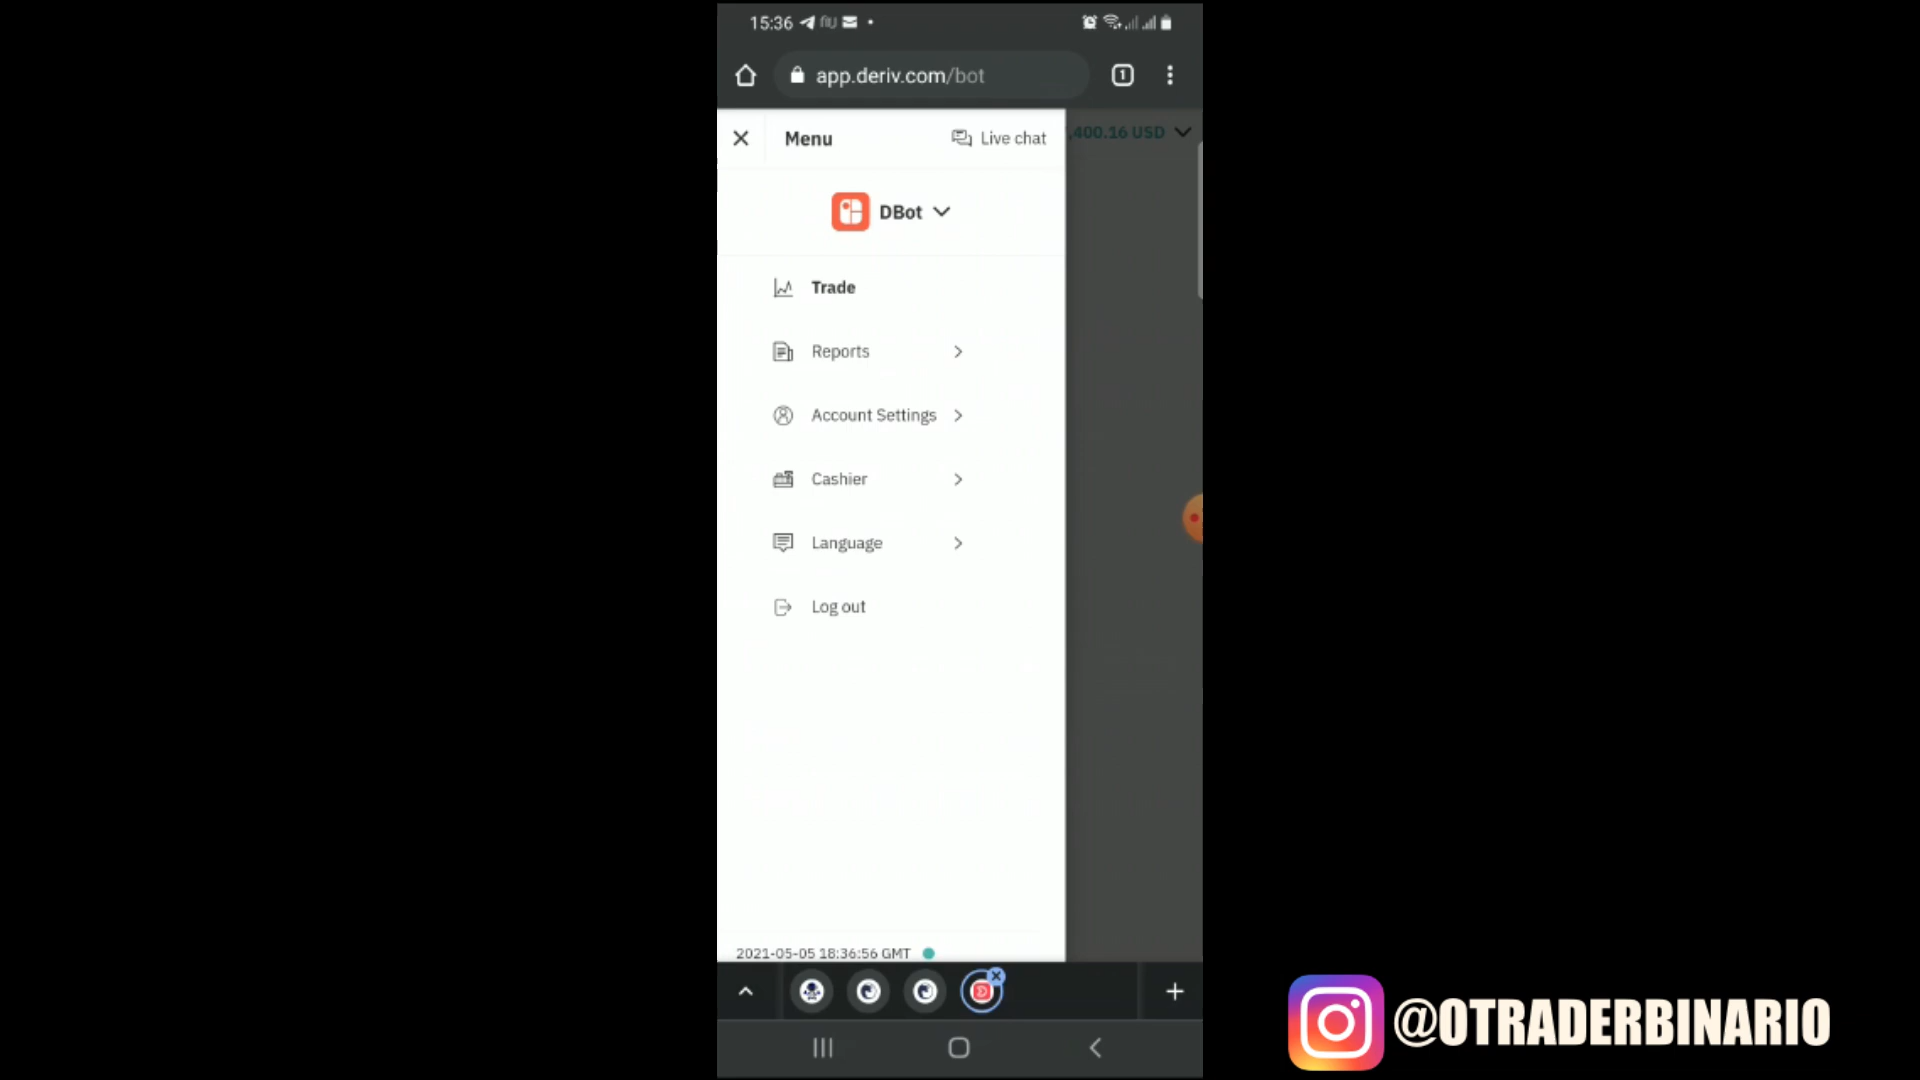 15:36
app.deriv.com/bot
1
Menu
Live chat
,400.16 USD
DBot
Trade
Reports
Account Settings
Cashier
Language
Log out
2021-05-05 18:36:56 GMT
@OTRADERBINARIO